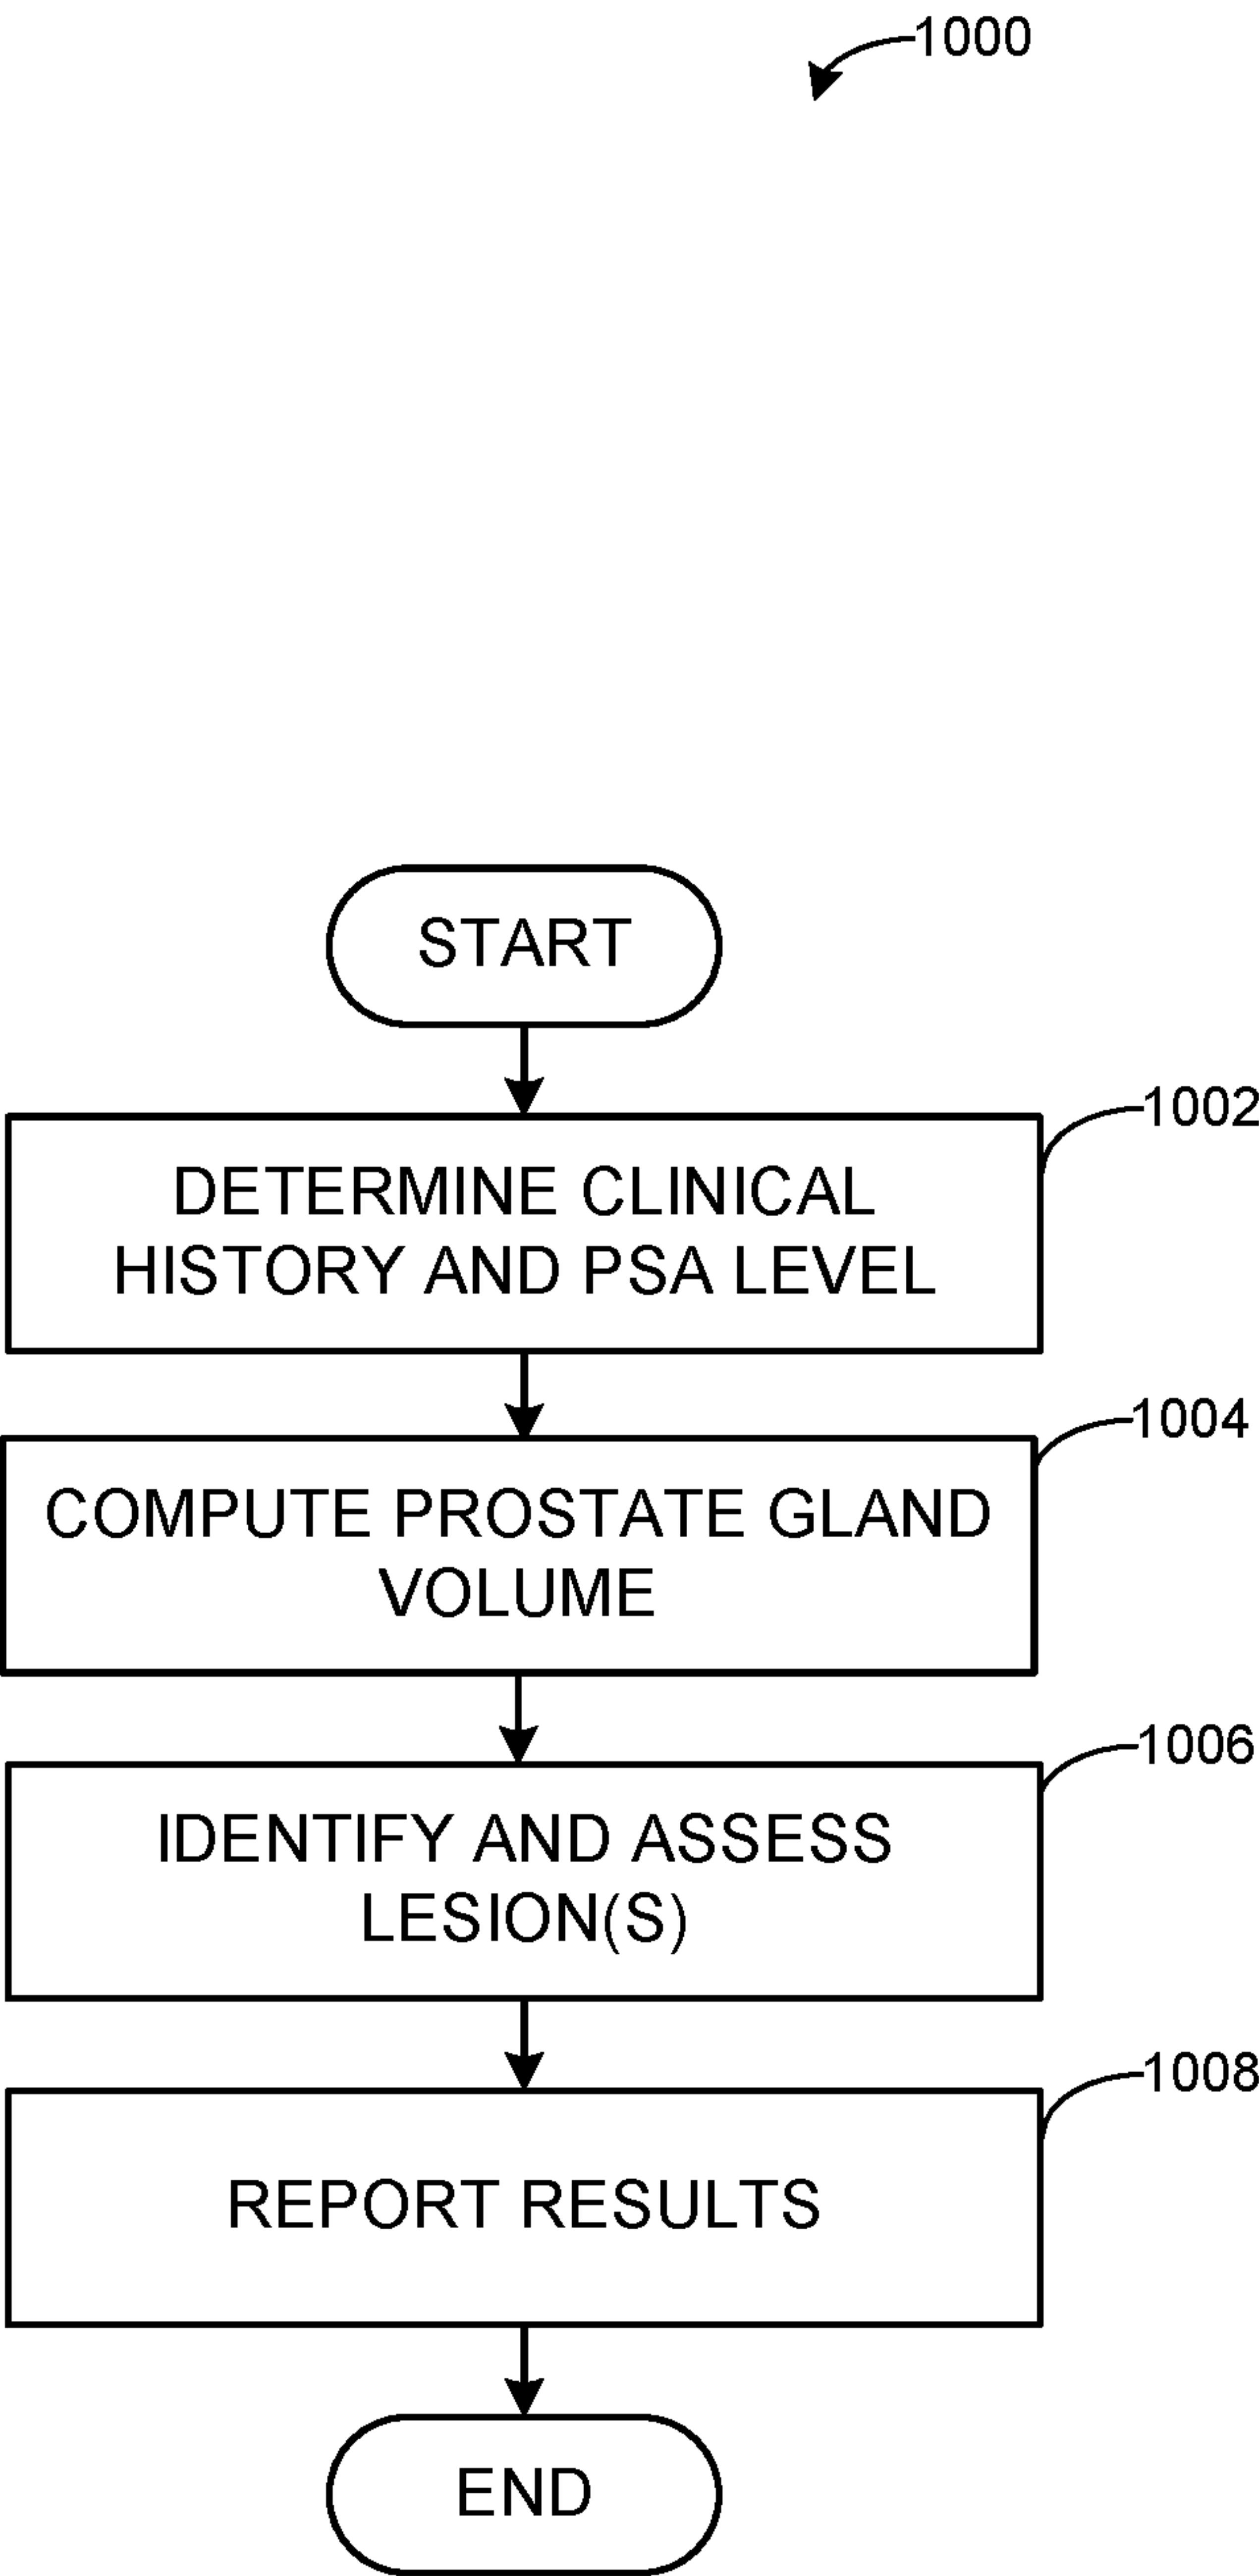 1000
START
1002
DETERMINE CLINICAL
HISTORY AND PSA LEVEL
1004
COMPUTE PROSTATE GLAND
VOLUME
1006
IDENTIFY AND ASSESS
LESION(S)
1008
REPORT RESULTS
END